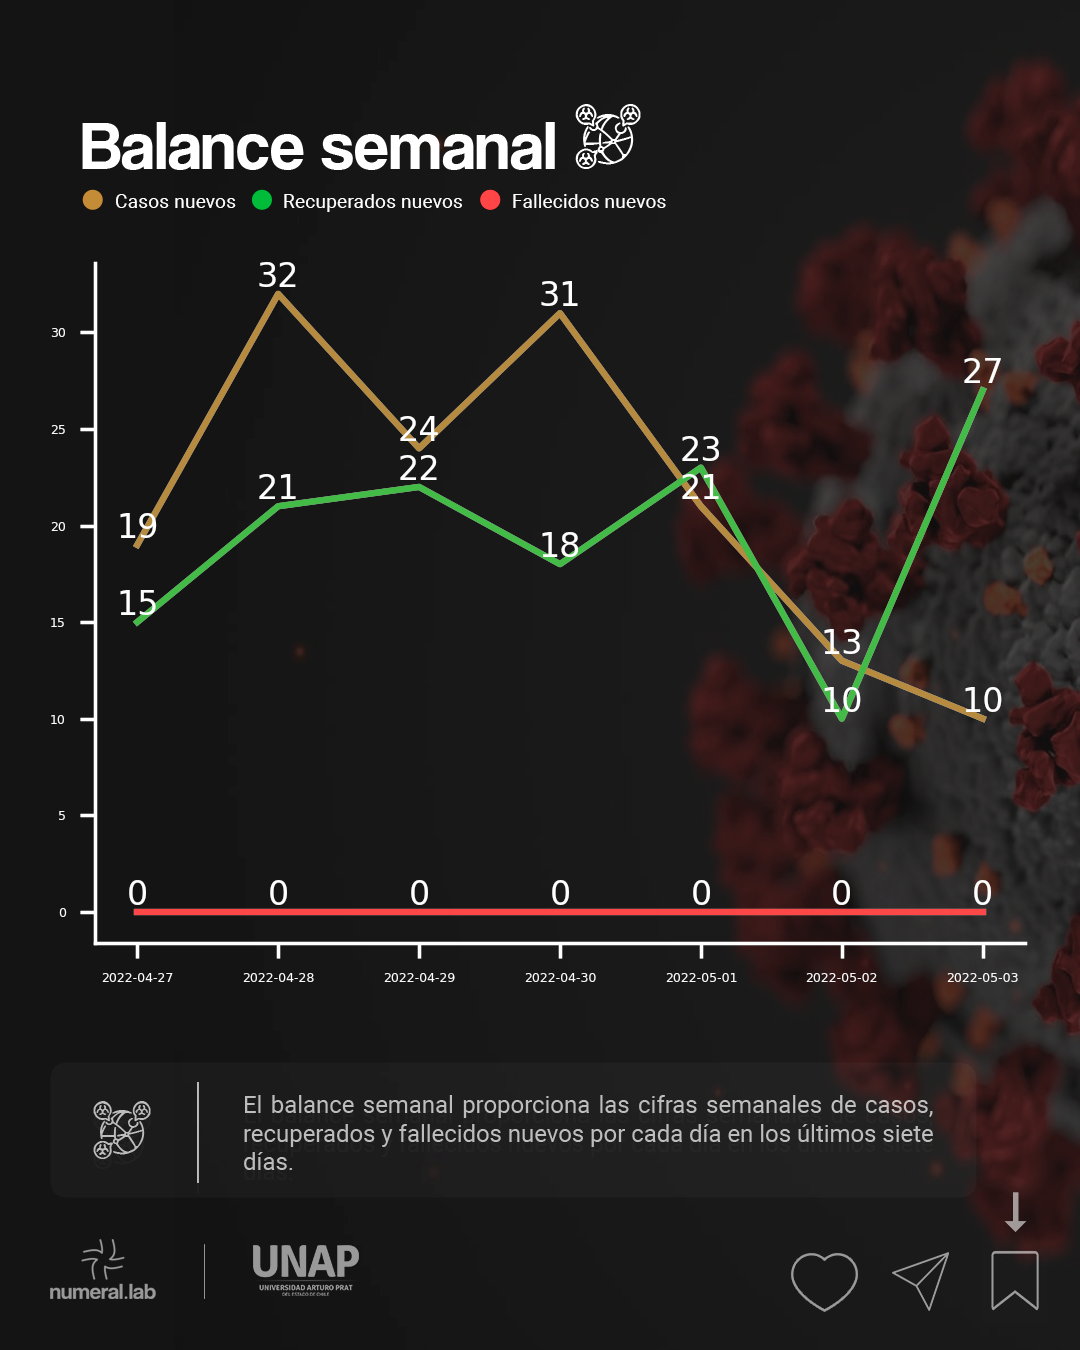 Balance semanal
Casos nuevos Recuperados nuevos Fallecidos nuevos
32
31
30
27
25
24
23
22
21
21
20
19
18
15
15
13
10
10
10
5
0 0 0 0 0 0 0
0
2022-04-27 2022-04-28 2022-04-29 2022-04-30 2022-05-01 2022-05-02 2022-05-03
El balance semanal proporciona las cifras semanales de casos,
recuperados y fallecidos nuevos por cada día en los últimos siete
días.
numeral.lab
UNAP
UNIVERSIDAD ARTURO PRAT
DEL ESTADO DE CHILE